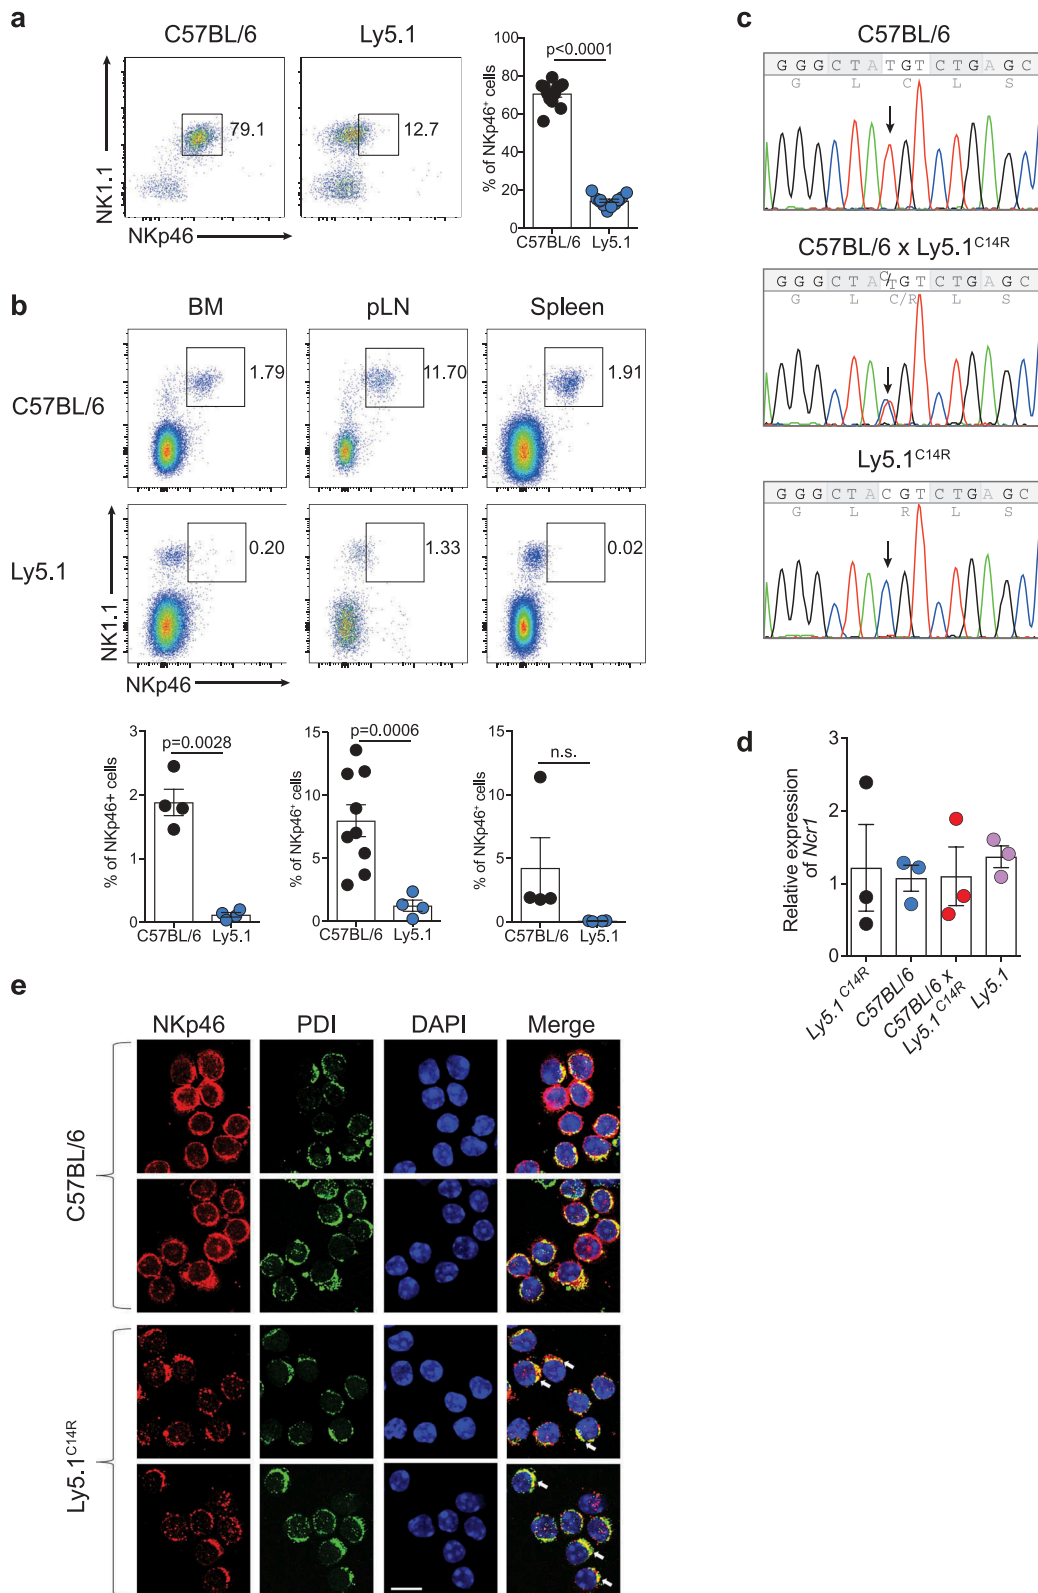 a
C57BL/6
Ly5.1
79.1
12.7
NK1.1
NKp46
% of NKp46⁺ cells
100
80
60
40
20
0
p<0.0001
C57BL/6
Ly5.1
b
BM
pLN
Spleen
C57BL/6
1.79
11.70
1.91
Ly5.1
0.20
1.33
0.02
NK1.1
NKp46
% of NKp46+ cells
3
2
1
0
p=0.0028
C57BL/6
Ly5.1
% of NKp46⁺ cells
15
10
5
0
p=0.0006
C57BL/6
Ly5.1
% of NKp46⁺ cells
15
10
5
0
n.s.
C57BL/6
Ly5.1
c
C57BL/6
G G G C T A T G T C T G A G C
G L C L S
C57BL/6 x Ly5.1ᶜ¹⁴ᴿ
G G G C T A C/T G T C T G A G C
G L C/R L S
Ly5.1ᶜ¹⁴ᴿ
G G G C T A C G T C T G A G C
G L R L S
d
Relative expression
of Ncr1
3
2
1
0
Ly5.1ᶜ¹⁴ᴿ
C57BL/6
C57BL/6 x
Ly5.1ᶜ¹⁴ᴿ
Ly5.1
e
NKp46
PDI
DAPI
Merge
C57BL/6
Ly5.1ᶜ¹⁴ᴿ